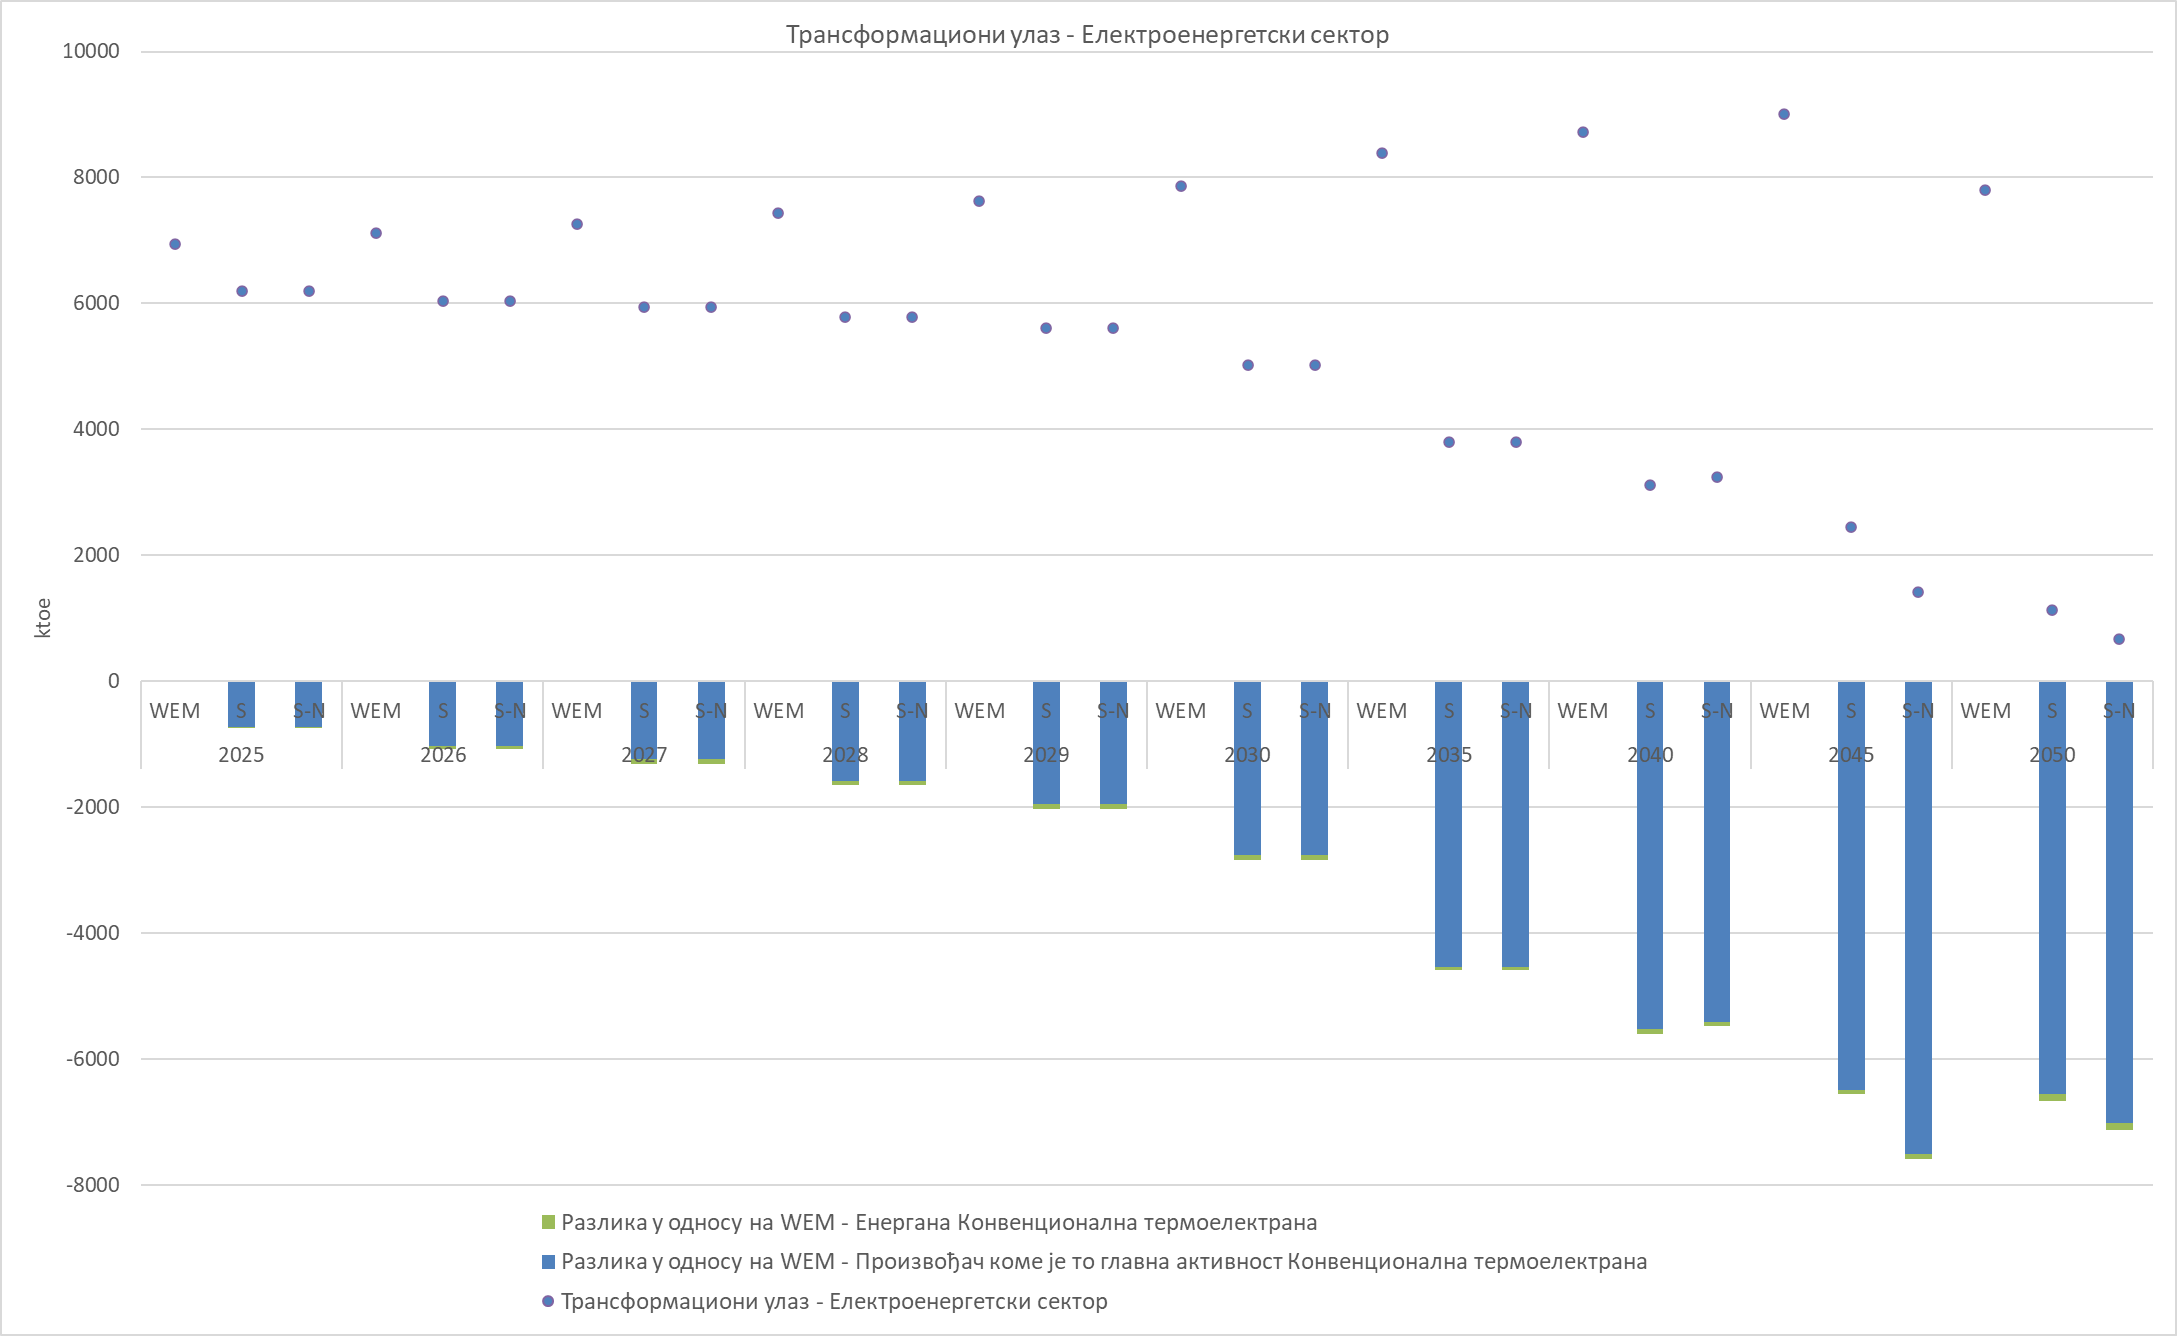 Трансформациони улаз - Електроенергетски сектор
10000
8000
6000
4000
2000
0
-2000
-4000
-6000
-8000
ktoe
WEM S S-N WEM S S-N WEM S S-N WEM S S-N WEM S S-N WEM S S-N WEM S S-N WEM S S-N WEM S S-N WEM S S-N
2025 2026 2027 2028 2029 2030 2035 2040 2045 2050
Разлика у односу на WEM - Енергана Конвенционална термоелектрана
Разлика у односу на WEM - Произвођач коме је то главна активност Конвенционална термоелектрана
Трансформациони улаз - Електроенергетски сектор